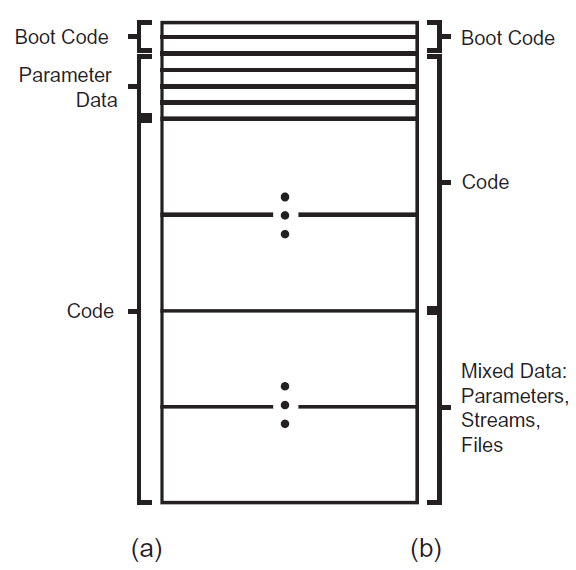 Boot Code
Boot Code
Parameter
Data
Code
Code
Mixed Data:
Parameters,
Streams,
Files
(a)
(b)